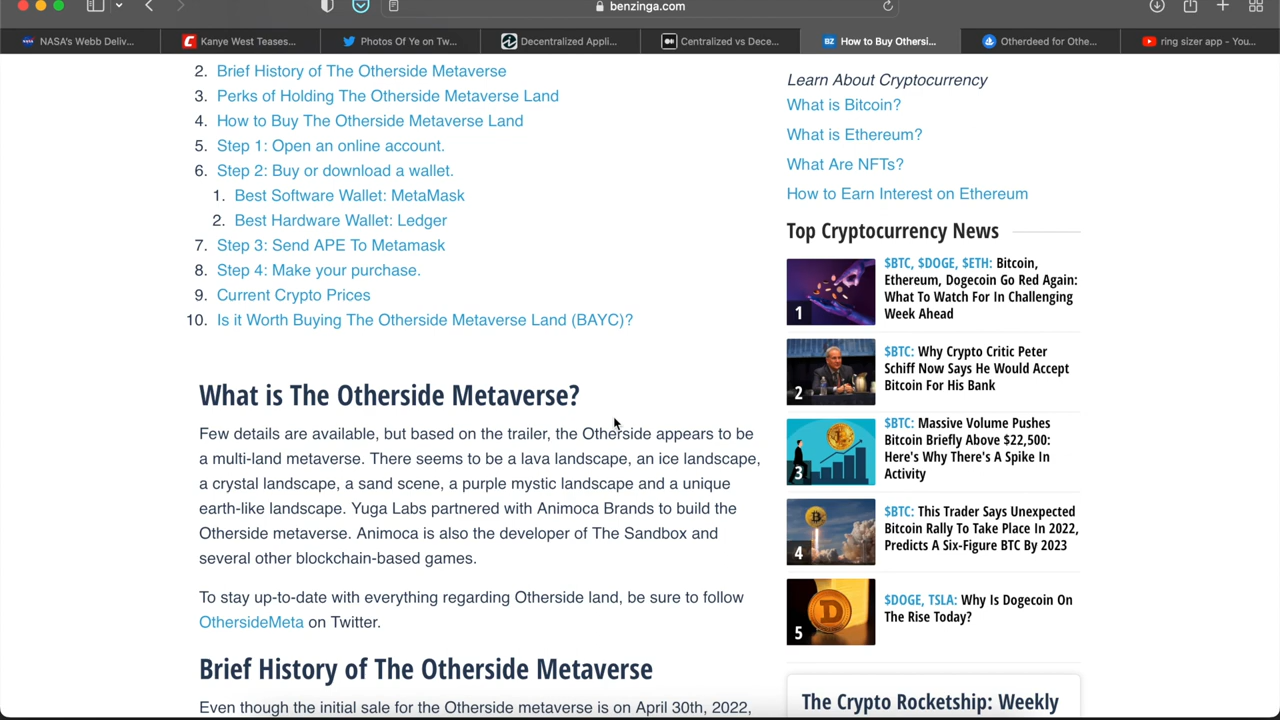 benzinga.com
NASA's Webb Deliv...
Kanye West Teases...
Photos Of Ye on Tw...
Decentralized Appli...
Centralized vs Dece...
How to Buy Othersi...
Otherdeed for Othe...
ring sizer app - You...
2. Brief History of The Otherside Metaverse
3. Perks of Holding The Otherside Metaverse Land
4. How to Buy The Otherside Metaverse Land
5. Step 1: Open an online account.
6. Step 2: Buy or download a wallet.
1. Best Software Wallet: MetaMask
2. Best Hardware Wallet: Ledger
7. Step 3: Send APE To Metamask
8. Step 4: Make your purchase.
9. Current Crypto Prices
10. Is it Worth Buying The Otherside Metaverse Land (BAYC)?
What is The Otherside Metaverse?
Few details are available, but based on the trailer, the Otherside appears to be
a multi-land metaverse. There seems to be a lava landscape, an ice landscape,
a crystal landscape, a sand scene, a purple mystic landscape and a unique
earth-like landscape. Yuga Labs partnered with Animoca Brands to build the
Otherside metaverse. Animoca is also the developer of The Sandbox and
several other blockchain-based games.
To stay up-to-date with everything regarding Otherside land, be sure to follow
OthersideMeta on Twitter.
Brief History of The Otherside Metaverse
Even though the initial sale for the Otherside metaverse is on April 30th, 2022,
Learn About Cryptocurrency
What is Bitcoin?
What is Ethereum?
What Are NFTs?
How to Earn Interest on Ethereum
Top Cryptocurrency News
1
$BTC, $DOGE, $ETH: Bitcoin,
Ethereum, Dogecoin Go Red Again:
What To Watch For In Challenging
Week Ahead
2
$BTC: Why Crypto Critic Peter
Schiff Now Says He Would Accept
Bitcoin For His Bank
3
$BTC: Massive Volume Pushes
Bitcoin Briefly Above $22,500:
Here's Why There's A Spike In
Activity
4
$BTC: This Trader Says Unexpected
Bitcoin Rally To Take Place In 2022,
Predicts A Six-Figure BTC By 2023
5
$DOGE, TSLA: Why Is Dogecoin On
The Rise Today?
The Crypto Rocketship: Weekly